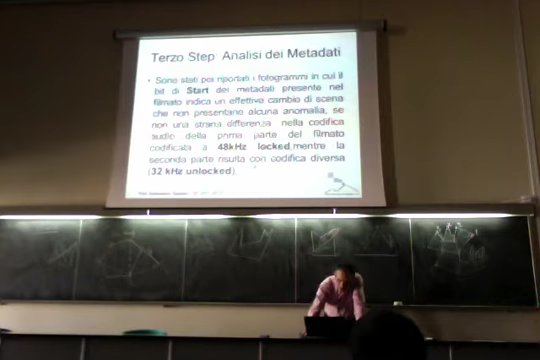 Terzo Step: Analisi dei Metadati
• Sono stati poi riportati i fotogrammi in cui il
bit di Start dei metadati presente nel
filmato indica un effettivo cambio di scena
che non presentano alcuna anomalia, se
non una strana differenza nella codifica
audio della prima parte del filmato
codificata a 48kHz locked, mentre la
seconda parte risulta con codifica diversa
(32 kHz unlocked).